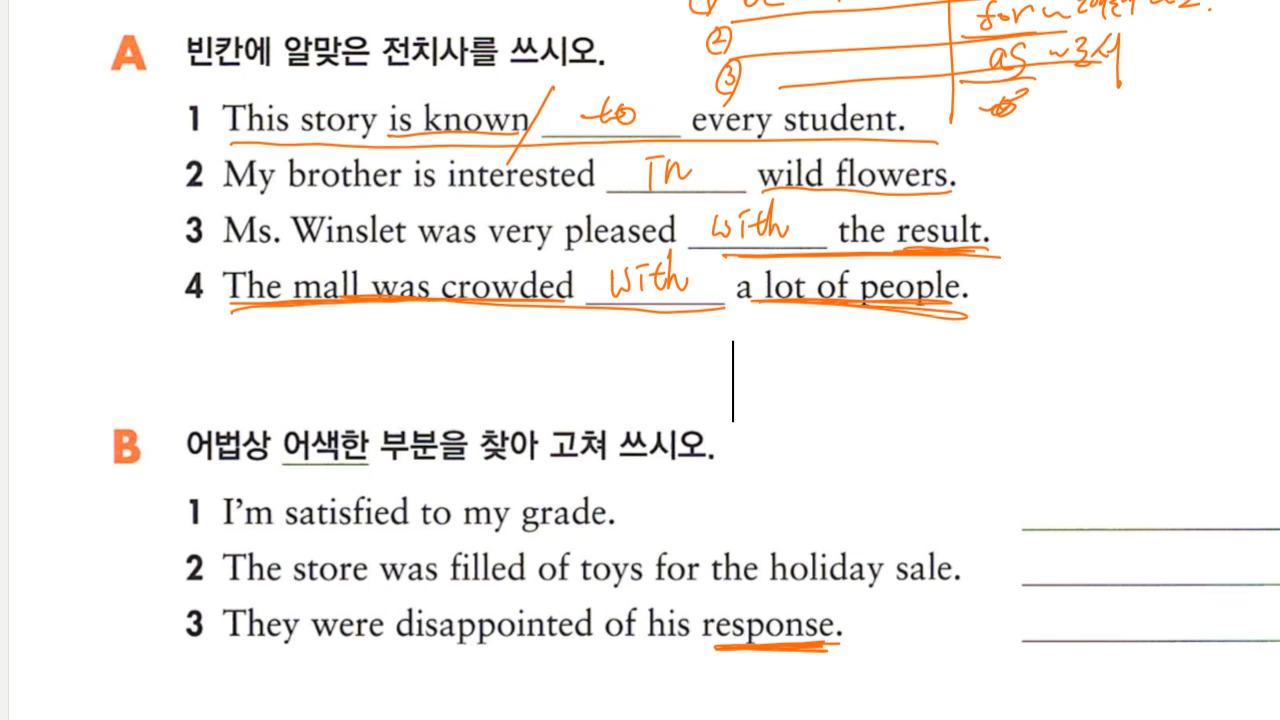 ②
③
as ~로서
A 빈칸에 알맞은 전치사를 쓰시오.
1 This story is known to every student.
2 My brother is interested in wild flowers.
3 Ms. Winslet was very pleased with the result.
4 The mall was crowded with a lot of people.
B 어법상 어색한 부분을 찾아 고쳐 쓰시오.
1 I'm satisfied to my grade.
2 The store was filled of toys for the holiday sale.
3 They were disappointed of his response.